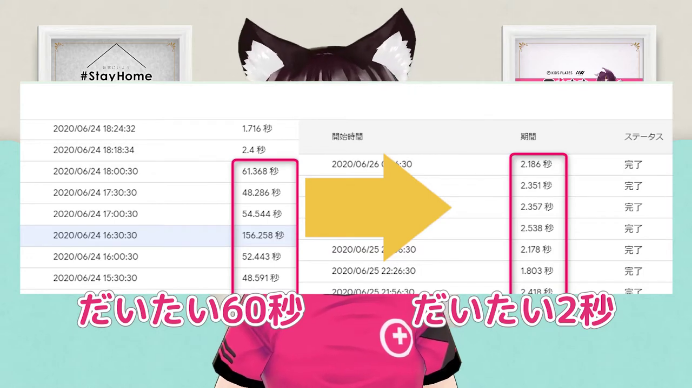 #StayHome
2020/06/24 18:24:32 1.716 秒
2020/06/24 18:18:34 2.4 秒
2020/06/24 18:00:30 61.368 秒
2020/06/24 17:30:30 48.286 秒
2020/06/24 17:00:30 54.544 秒
2020/06/24 16:30:30 156.258 秒
2020/06/24 16:00:30 52.443 秒
2020/06/24 15:30:30 48.591 秒
開始時間 期間 ステータス
2020/06/26 6:30 2.186 秒 完了
2.351 秒 完了
2.357 秒 完了
2.538 秒 完了
2020/06/25 2.178 秒 完了
2020/06/25 22:26:30 1.803 秒 完了
2020/06/25 21:56:30 2.418 秒 完了
だいたい60秒
だいたい2秒